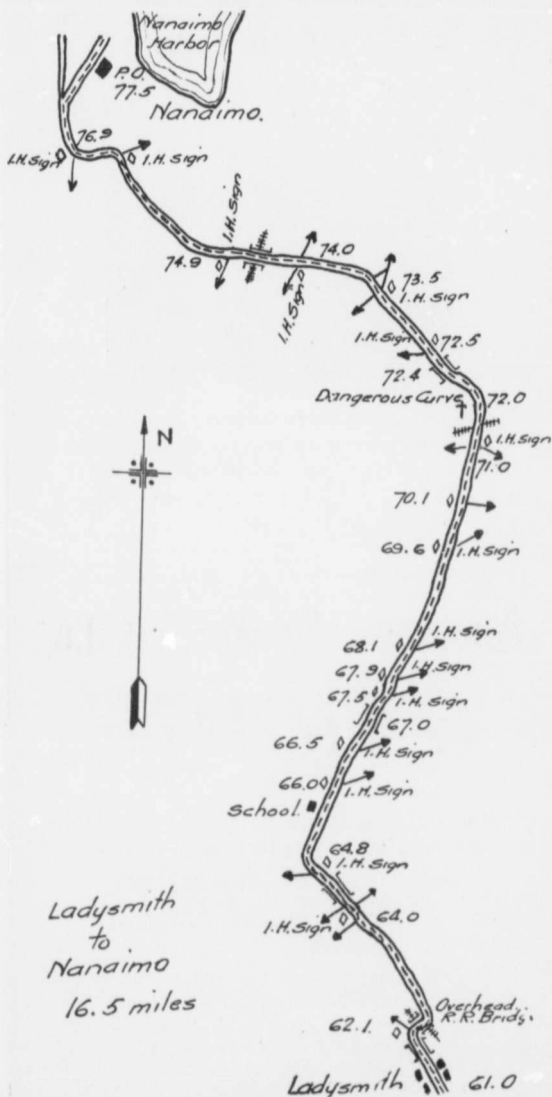 Nanaimo
Harbor
P.O.
77.5
Nanaimo.
76.9
I.H. Sign
I.H. Sign
I.H. Sign
74.9
74.0
I.H. Sign
73.5
I.H. Sign
I.H. Sign
72.5
72.4
Dangerous Curve
72.0
N
I.H. Sign
71.0
70.1
69.6
I.H. Sign
68.1
I.H. Sign
67.9
I.H. Sign
67.5
I.H. Sign
67.0
66.5
I.H. Sign
66.0
I.H. Sign
School.
64.8
I.H. Sign
Ladysmith
to
Nanaimo
16.5 miles
I.H. Sign
64.0
Overhead
R.R. Bridg.
62.1
Ladysmith 61.0